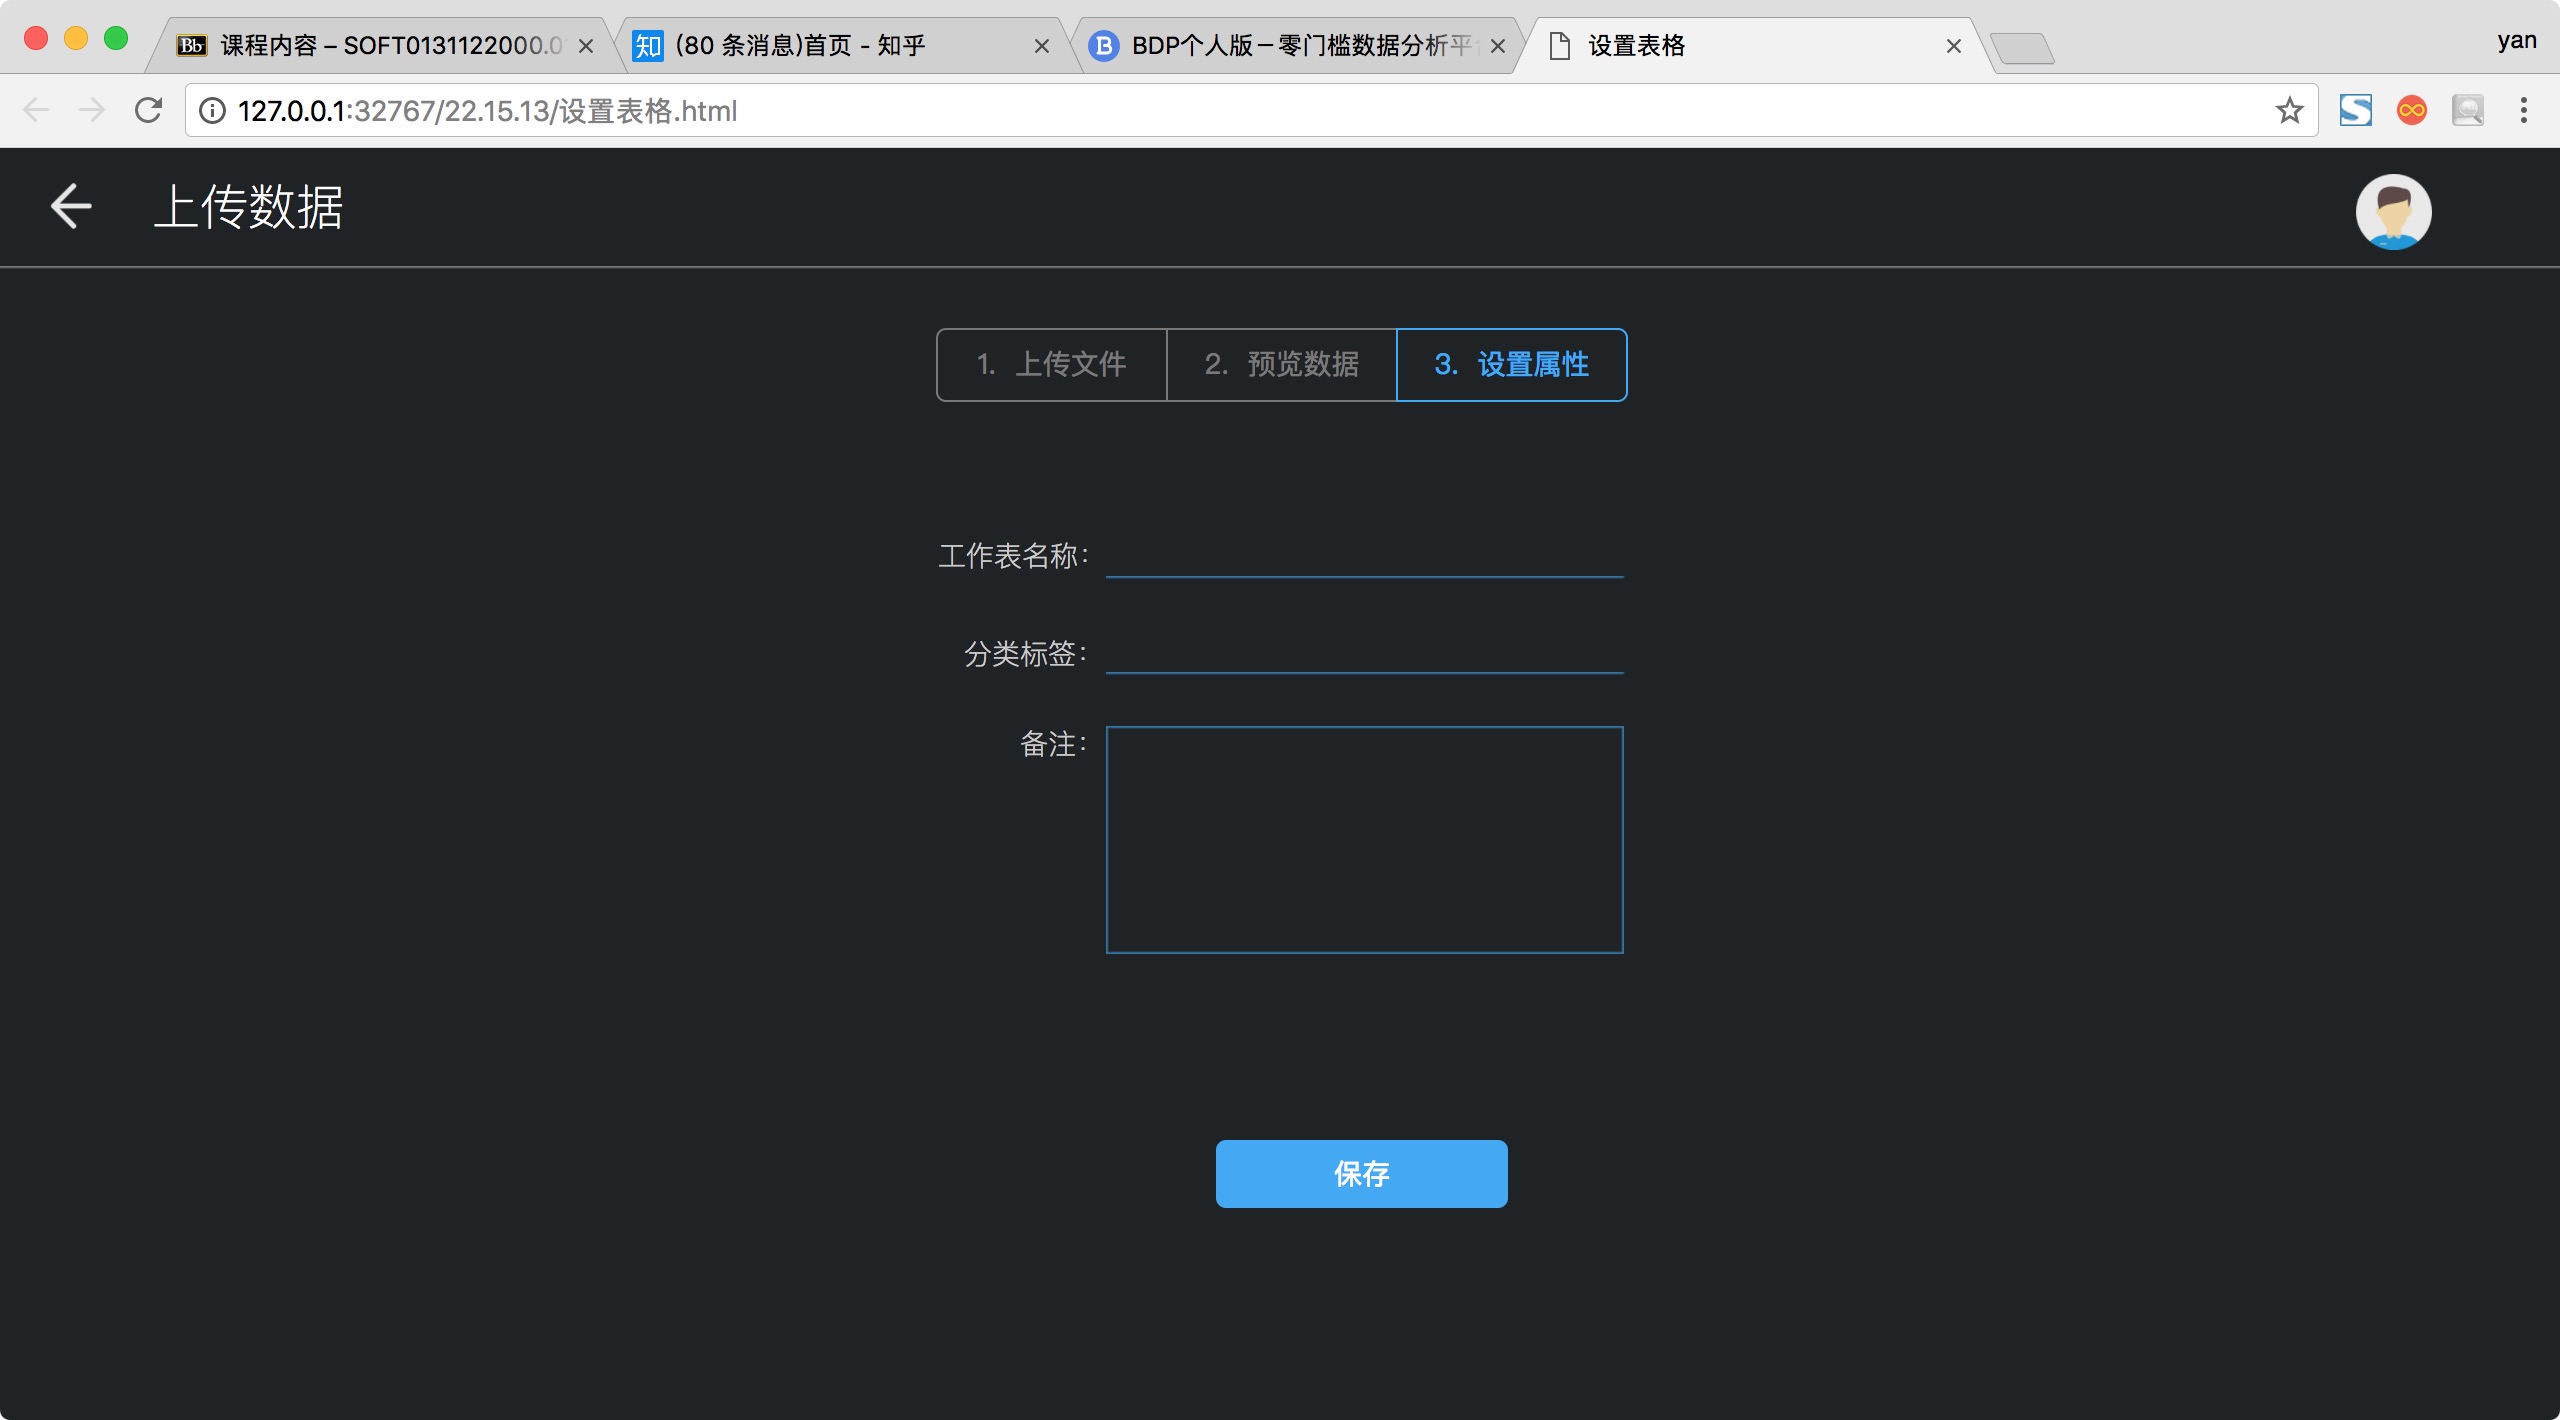 课程内容 – SOFT0131122000.0
知 (80 条消息)首页 - 知乎
BDP个人版－零门槛数据分析平
设置表格
yan
127.0.0.1:32767/22.15.13/设置表格.html
上传数据
1. 上传文件
2. 预览数据
3. 设置属性
工作表名称：
分类标签：
备注：
保存